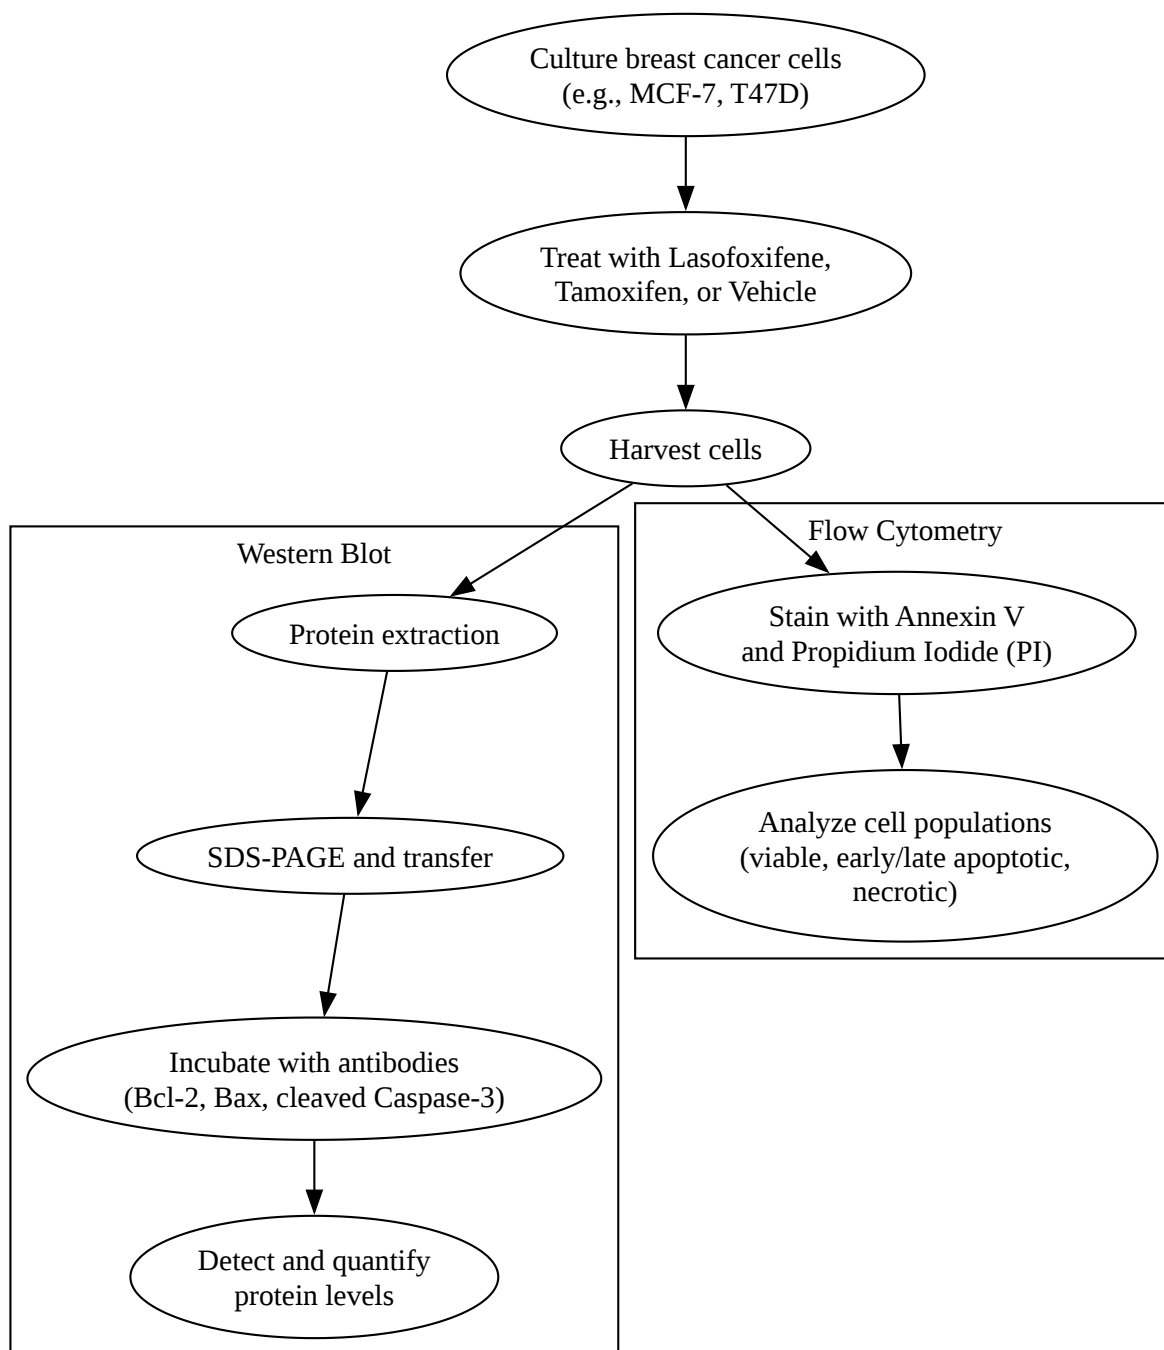 Culture breast cancer cells
(e.g., MCF-7, T47D)
Treat with Lasofoxifene,
Tamoxifen, or Vehicle
Harvest cells
Western Blot
Protein extraction
SDS-PAGE and transfer
Incubate with antibodies
(Bcl-2, Bax, cleaved Caspase-3)
Detect and quantify
protein levels
Flow Cytometry
Stain with Annexin V
and Propidium Iodide (PI)
Analyze cell populations
(viable, early/late apoptotic,
necrotic)